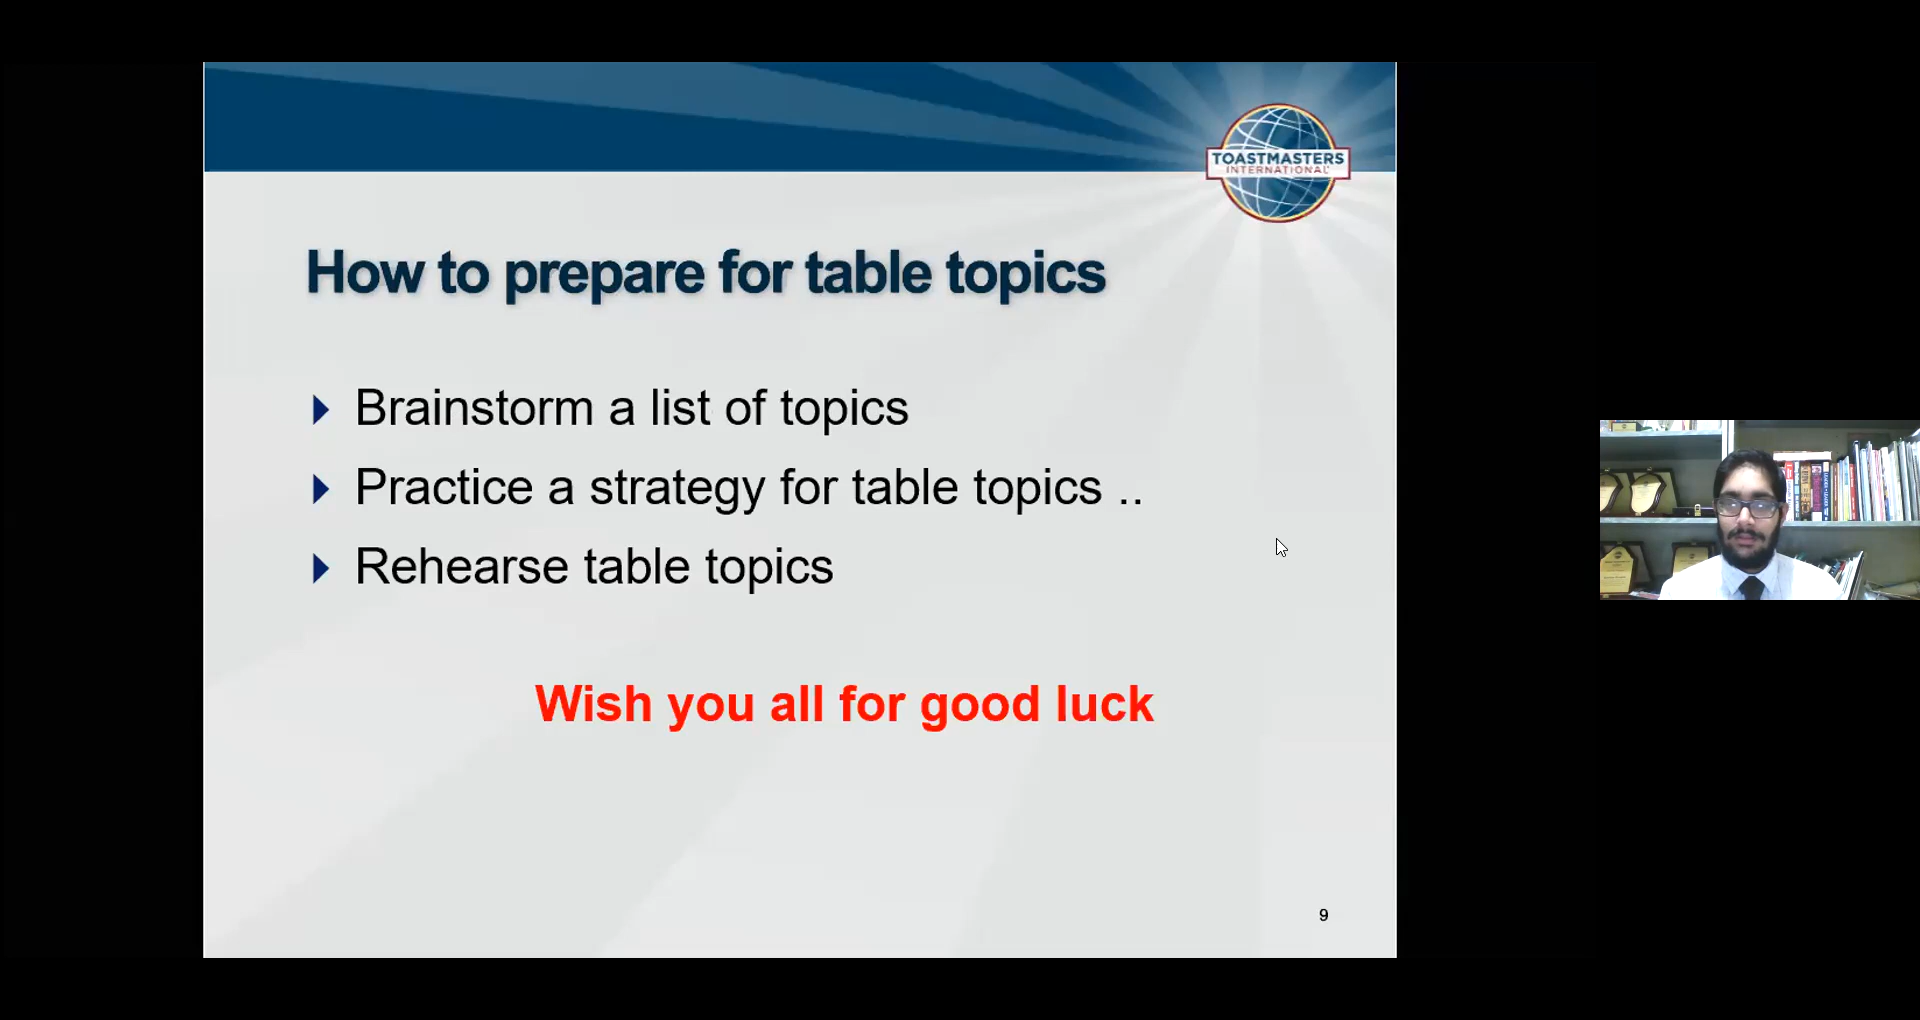 TOASTMASTERS
INTERNATIONAL
How to prepare for table topics
Brainstorm a list of topics
Practice a strategy for table topics ..
Rehearse table topics
Wish you all for good luck
9